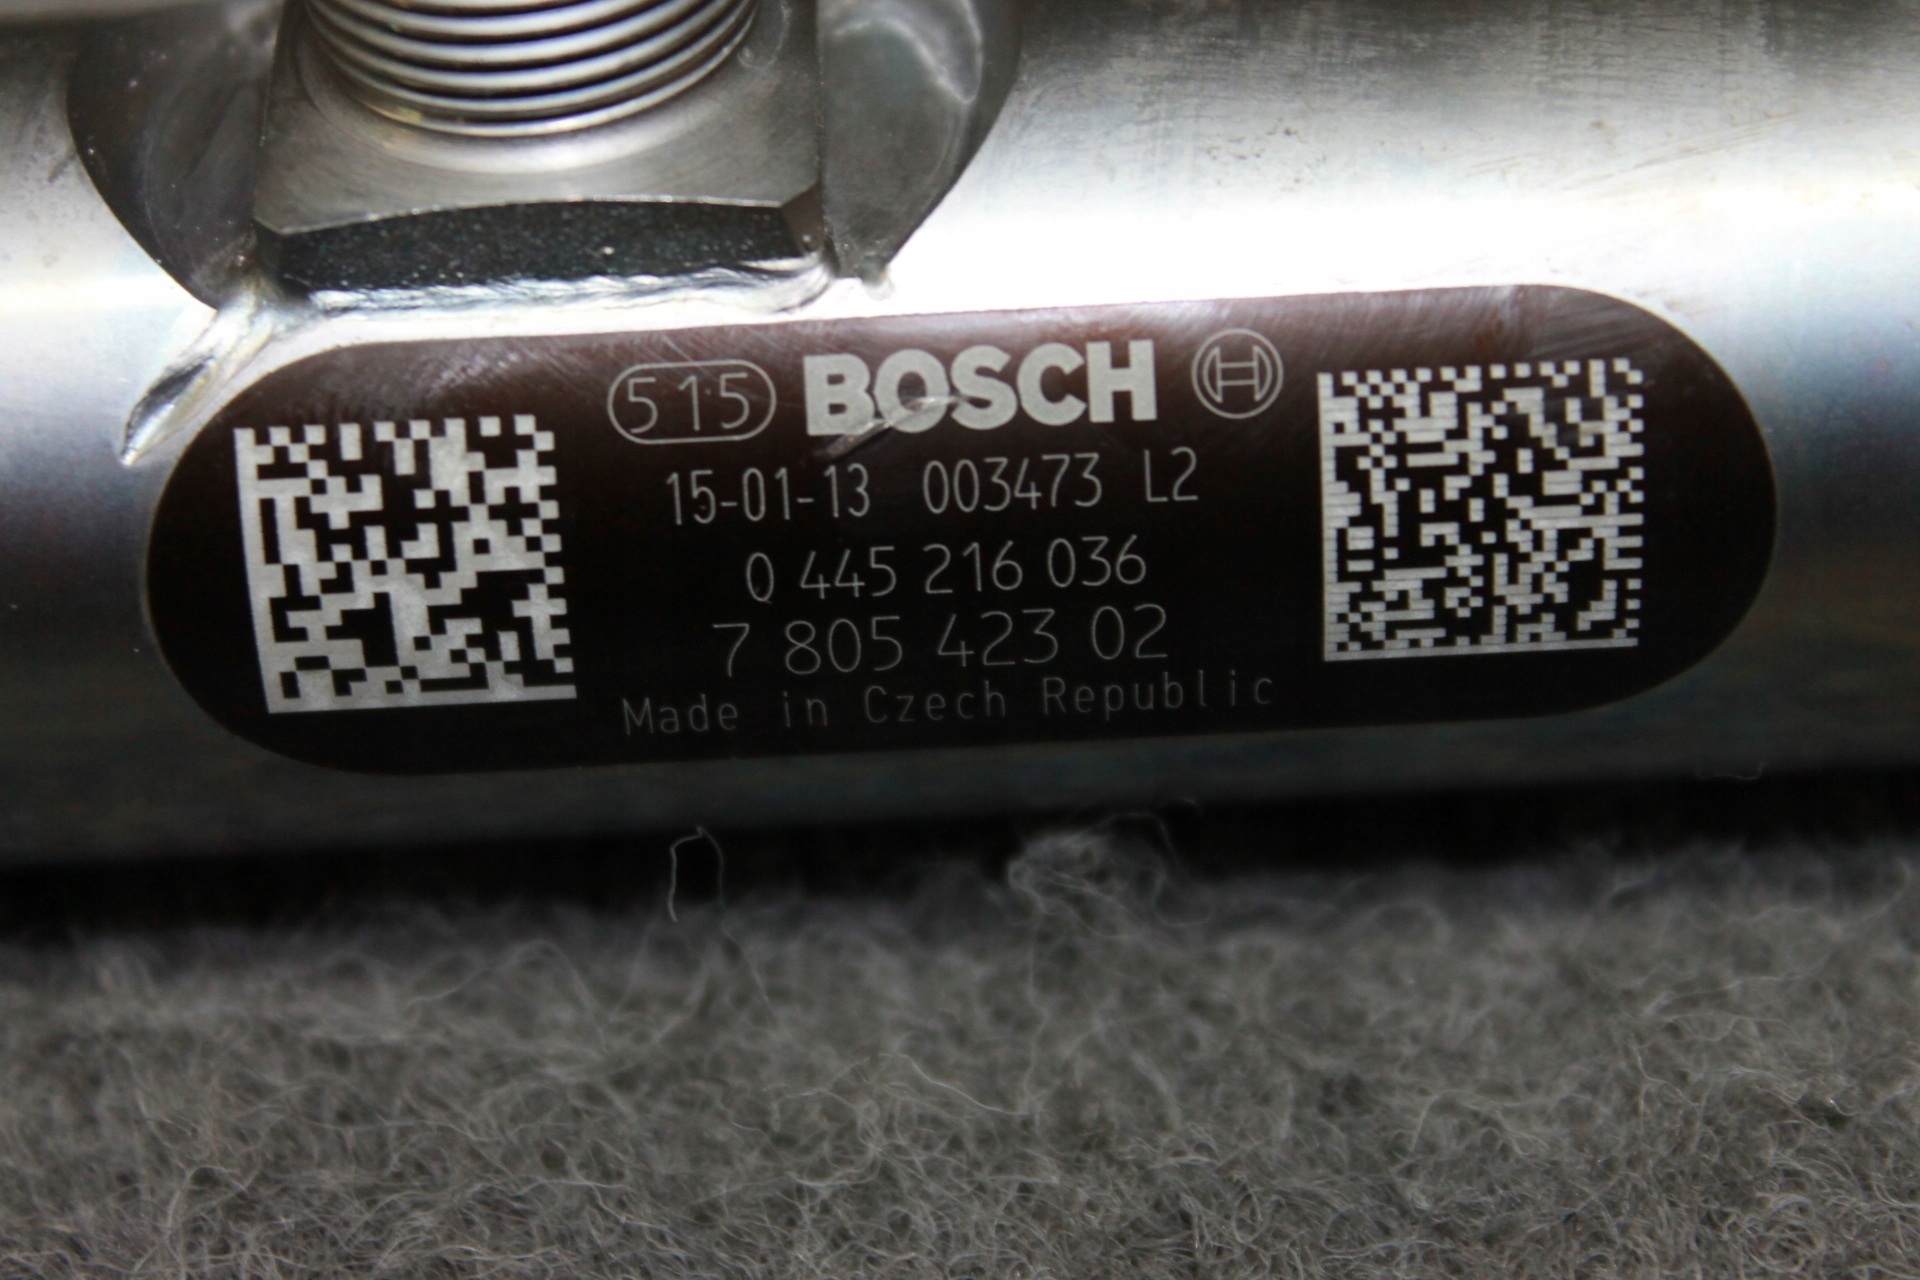 515 BOSCH
15-01-13 003473 L2
0 445 216 036
7 805 423 02
Made in Czech Republic